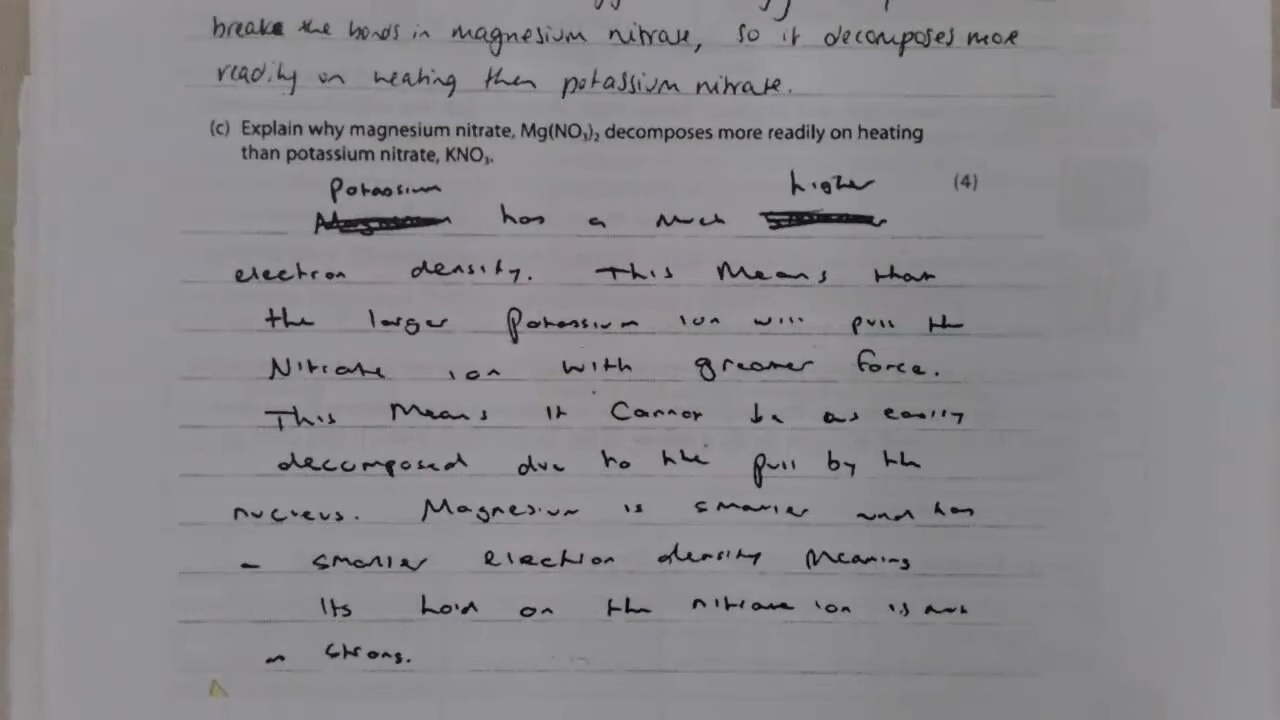 break the bonds in magnesium nitrate, so it decomposes more
readily on heating then potassium nitrate.
(c) Explain why magnesium nitrate, Mg(NO₃)₂ decomposes more readily on heating
than potassium nitrate, KNO₃.
(4)
Potassium higher
has a much
electron density. This means that
the larger Potassium ion will pull the
Nitrate ion with greater force.
This Means it cannot be as easily
decomposed due to the pull by the
nucleus. Magnesium is smaller and has
a smaller electron density meaning
Its hold on the nitrate ion is not
as strong.